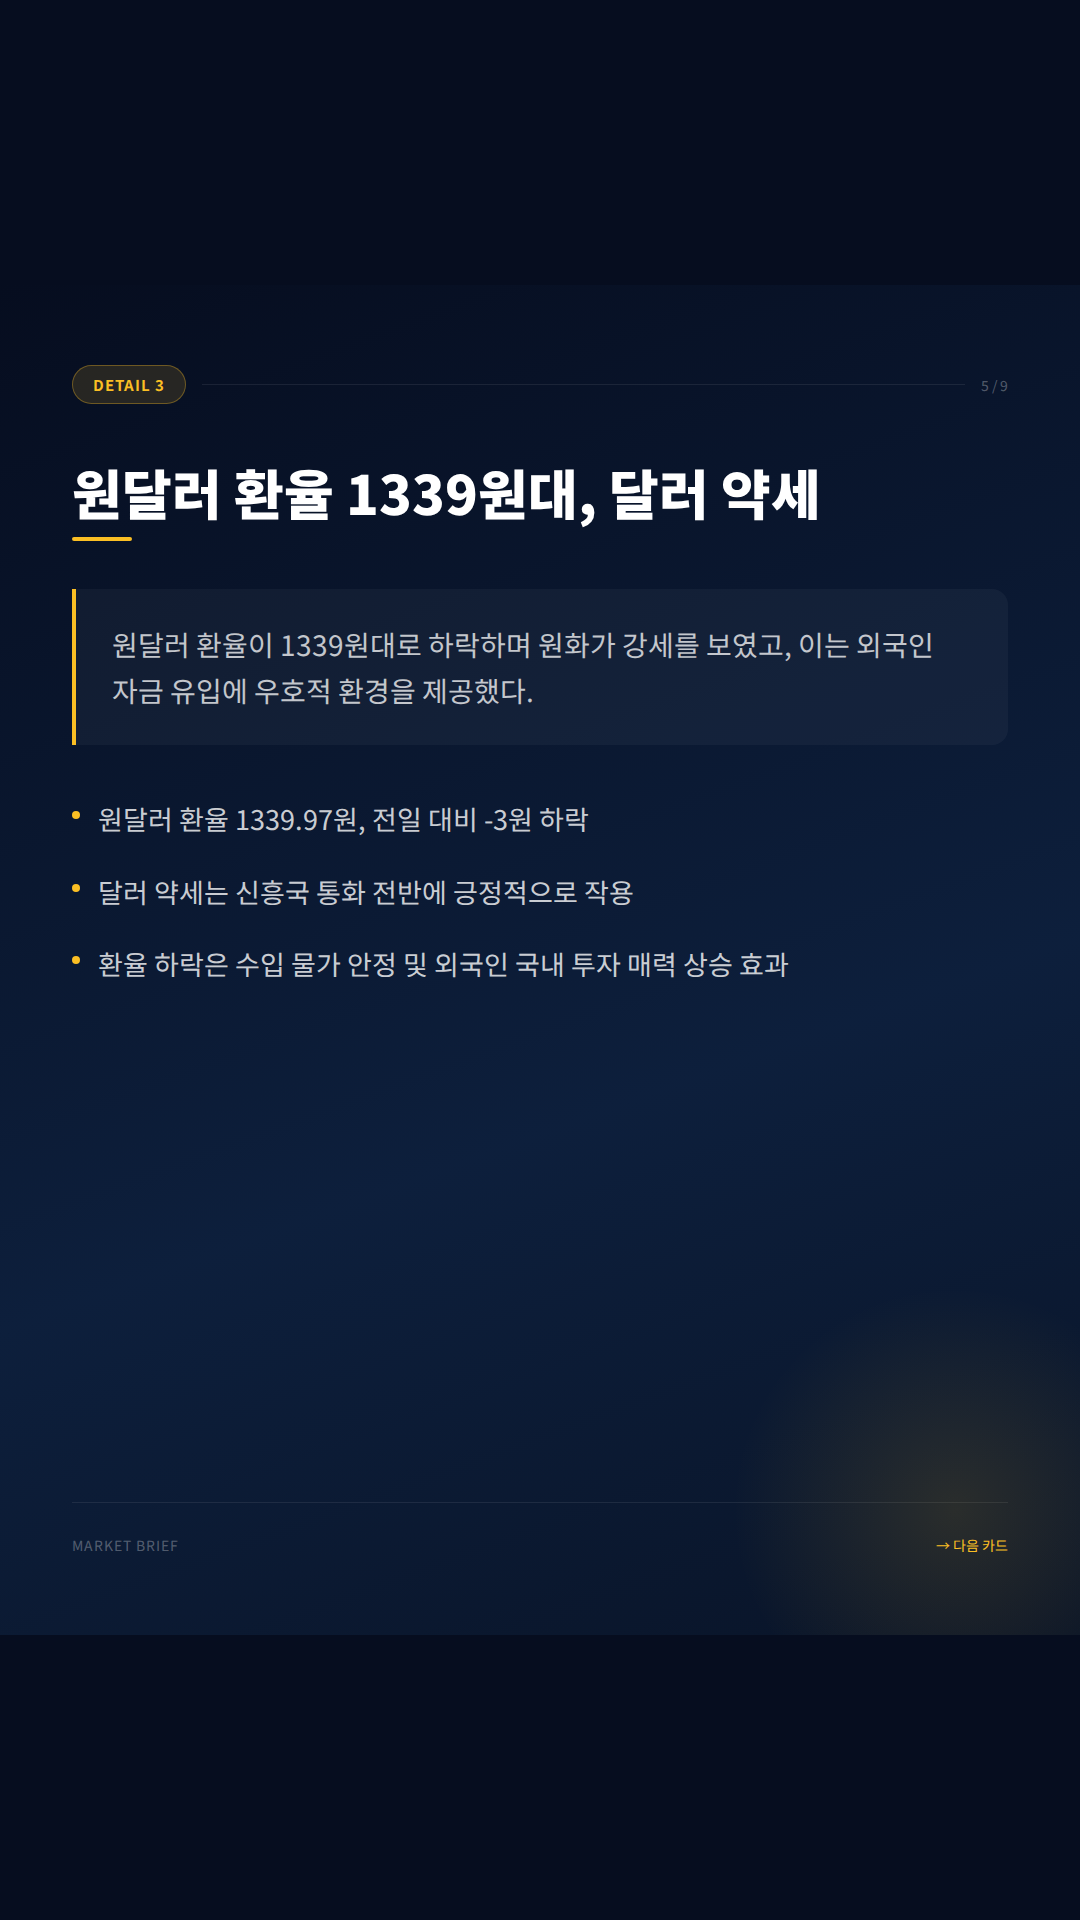 DETAIL 3
5 / 9
원달러 환율 1339원대, 달러 약세
원달러 환율이 1339원대로 하락하며 원화가 강세를 보였고, 이는 외국인
자금 유입에 우호적 환경을 제공했다.
• 원달러 환율 1339.97원, 전일 대비 -3원 하락
• 달러 약세는 신흥국 통화 전반에 긍정적으로 작용
• 환율 하락은 수입 물가 안정 및 외국인 국내 투자 매력 상승 효과
MARKET BRIEF
→ 다음 카드